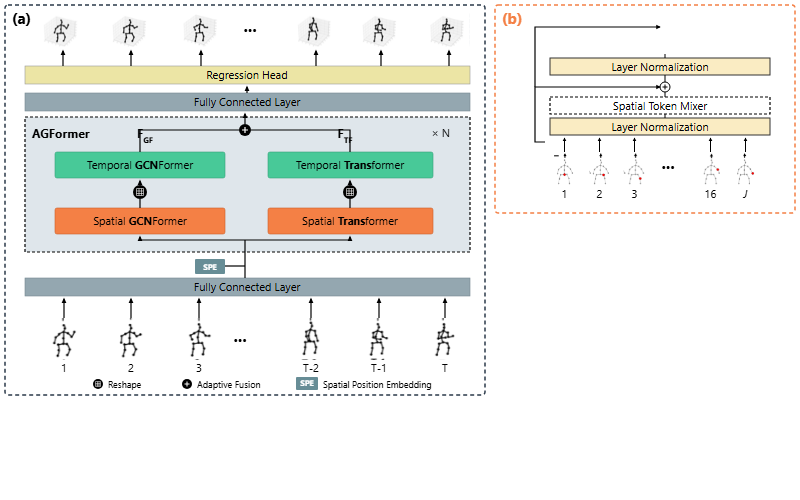 (a)
Regression Head
Fully Connected Layer
AGFormer
F GF
F TF
× N
Temporal GCNFormer
Temporal Transformer
Spatial GCNFormer
Spatial Transformer
SPE
Fully Connected Layer
1 2 3 T-2 T-1 T
Reshape
Adaptive Fusion
SPE Spatial Position Embedding
(b)
Layer Normalization
Spatial Token Mixer
Layer Normalization
1 2 3 16 J